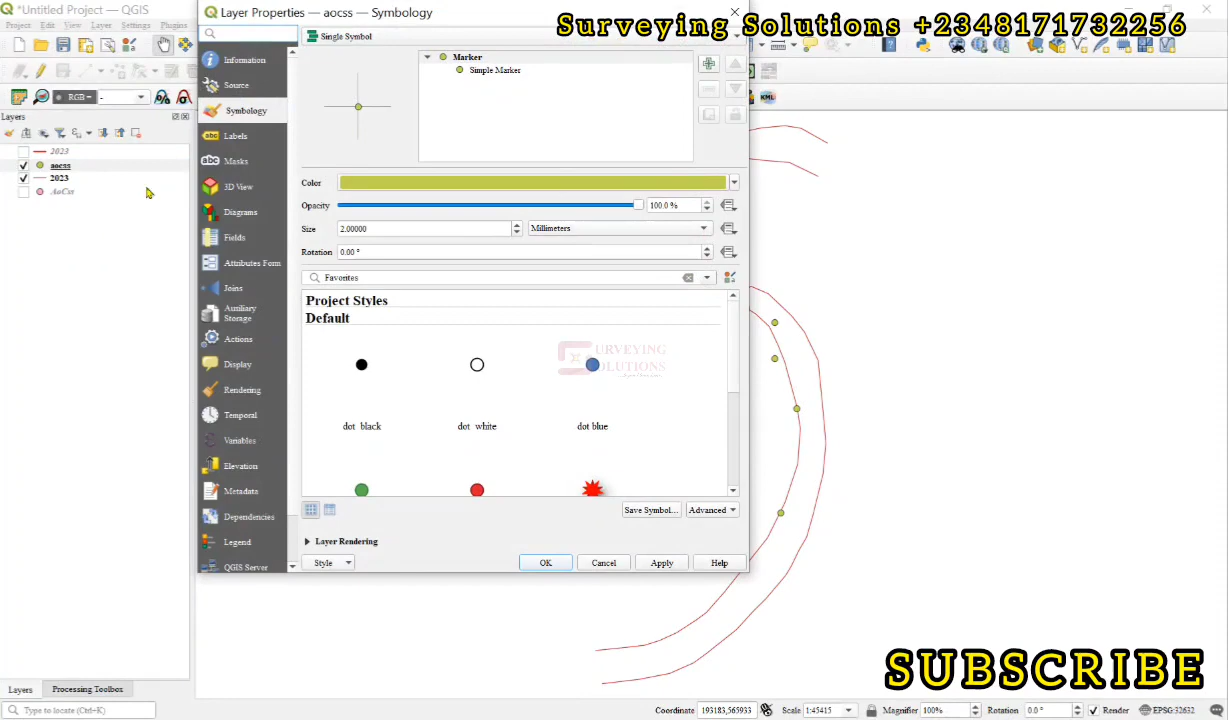 *Untitled Project — QGIS
Layer Properties — aocss — Symbology
Surveying Solutions +2348171732256
Project Edit View Layer Settings Plugins
Single Symbol
Marker
Simple Marker
Information
Source
Symbology
Labels
Masks
3D View
Diagrams
Fields
Attributes Form
Joins
Auxiliary
Storage
Actions
Display
Rendering
Temporal
Variables
Elevation
Metadata
Dependencies
Legend
QGIS Server
RGB
-
KML
Layers
2023
aocss
2023
AoCss
Color
Opacity
100.0 %
Size
2.00000
Millimeters
Rotation
0.00 °
Favorites
Project Styles
Default
SURVEYING
SOLUTIONS
dot black
dot white
dot blue
Save Symbol...
Advanced
Layer Rendering
Style
OK
Cancel
Apply
Help
SUBSCRIBE
Layers
Processing Toolbox
Type to locate (Ctrl+K)
Coordinate 193183,565933
Scale 1:45415
Magnifier 100%
Rotation 0.0 °
Render
EPSG:32632